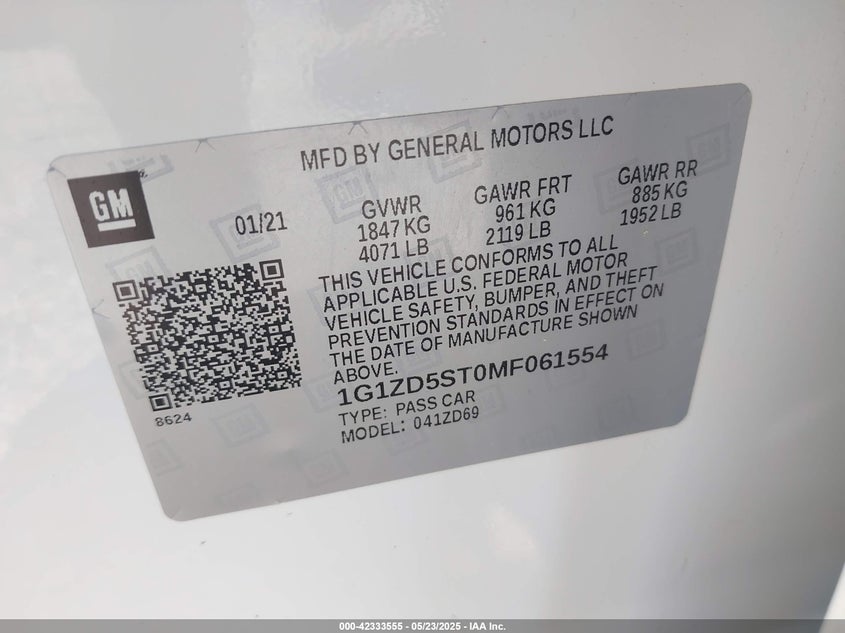 MFD BY GENERAL MOTORS LLC
GM
01/21
GVWR
1847 KG
4071 LB
GAWR FRT
961 KG
2119 LB
GAWR RR
885 KG
1952 LB
THIS VEHICLE CONFORMS TO ALL
APPLICABLE U.S. FEDERAL MOTOR
VEHICLE SAFETY, BUMPER, AND THEFT
PREVENTION STANDARDS IN EFFECT ON
THE DATE OF MANUFACTURE SHOWN
ABOVE.
1G1ZD5ST0MF061554
TYPE: PASS CAR
MODEL: 041ZD69
8624
000-42333555 - 05/23/2025 - IAA Inc.